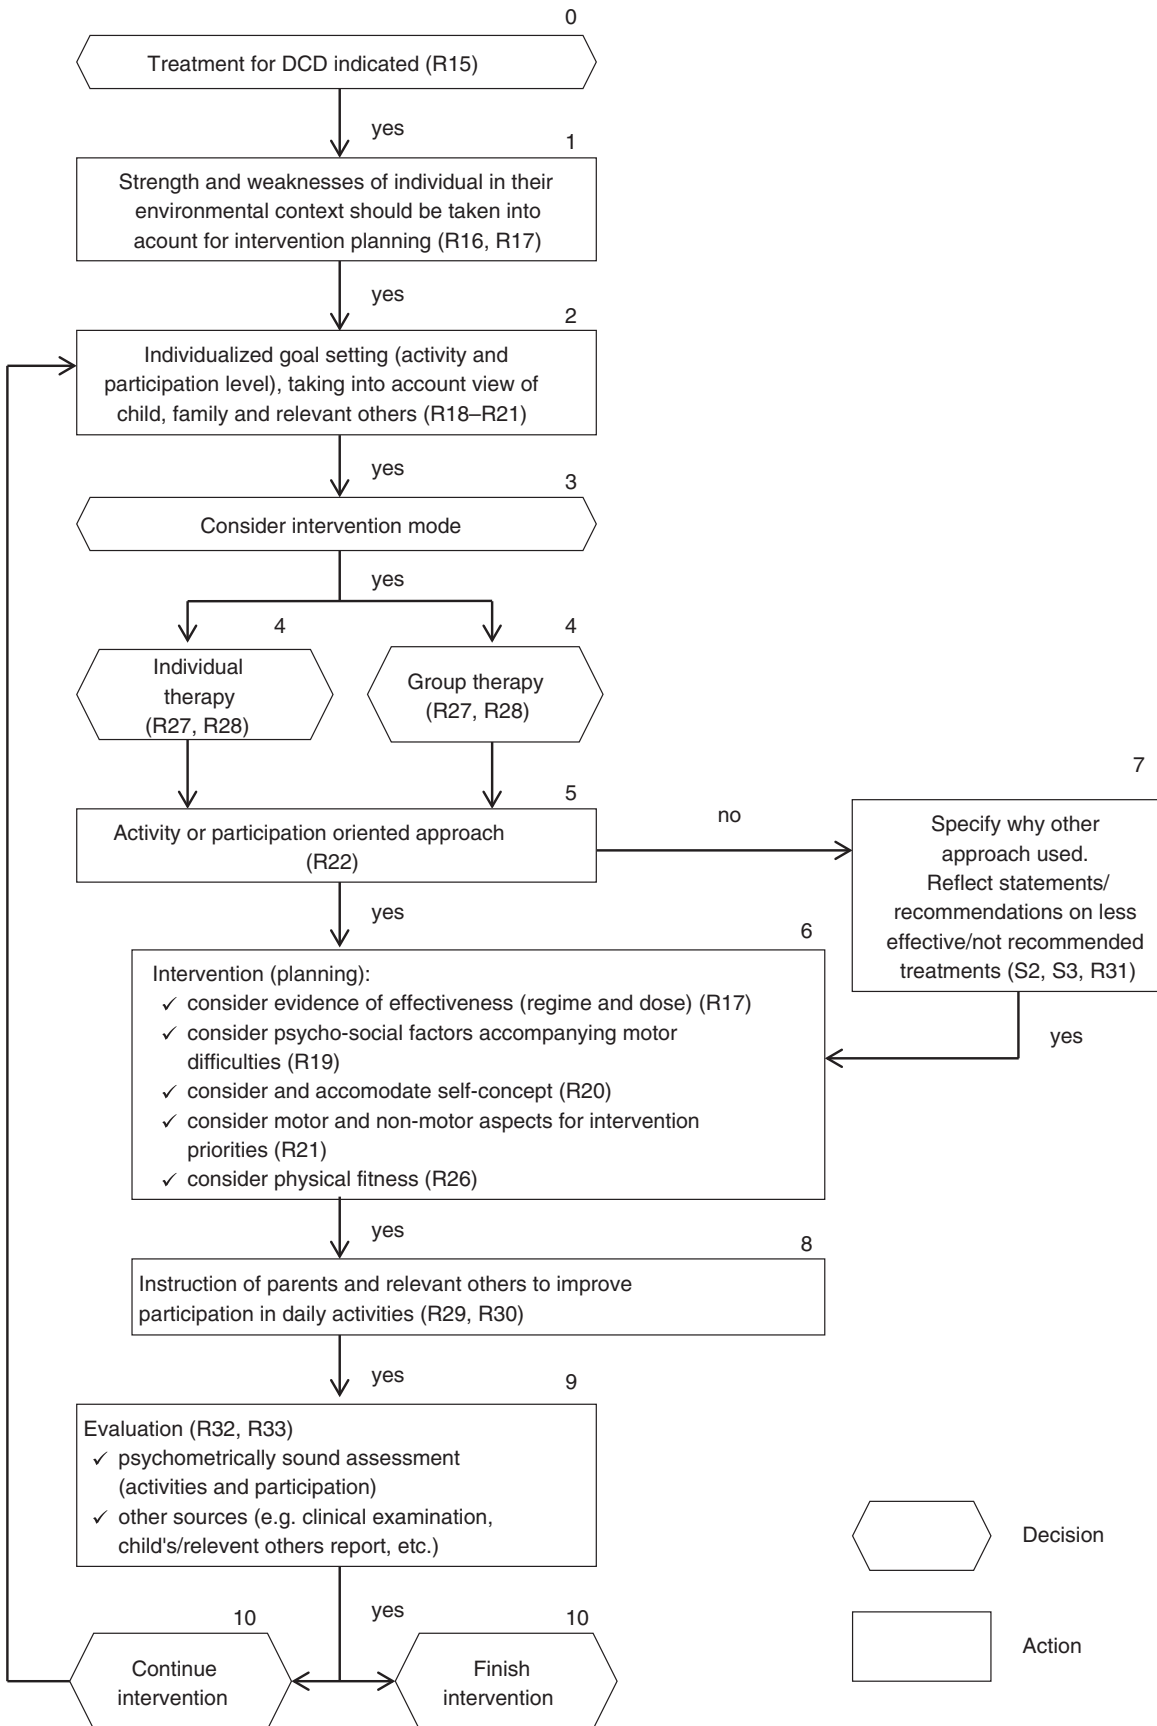 0
Treatment for DCD indicated (R15)
yes
1
Strength and weaknesses of individual in their
environmental context should be taken into
acount for intervention planning (R16, R17)
yes
2
Individualized goal setting (activity and
participation level), taking into account view of
child, family and relevant others (R18–R21)
yes
3
Consider intervention mode
yes
4
Individual
therapy
(R27, R28)
4
Group therapy
(R27, R28)
5
Activity or participation oriented approach
(R22)
no
7
Specify why other
approach used.
Reflect statements/
recommendations on less
effective/not recommended
treatments (S2, S3, R31)
yes
yes
6
Intervention (planning):
✓ consider evidence of effectiveness (regime and dose) (R17)
✓ consider psycho-social factors accompanying motor
difficulties (R19)
✓ consider and accomodate self-concept (R20)
✓ consider motor and non-motor aspects for intervention
priorities (R21)
✓ consider physical fitness (R26)
yes
8
Instruction of parents and relevant others to improve
participation in daily activities (R29, R30)
yes
9
Evaluation (R32, R33)
✓ psychometrically sound assessment
(activities and participation)
✓ other sources (e.g. clinical examination,
child's/relevent others report, etc.)
yes
10
Continue
intervention
10
Finish
intervention
Decision
Action